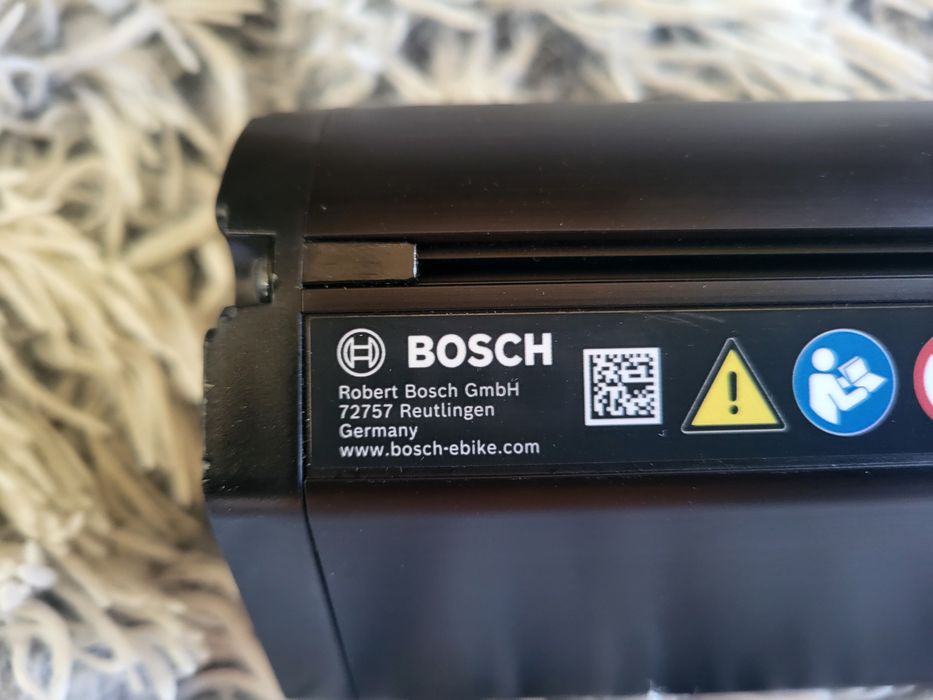 BOSCH
Robert Bosch GmbH
72757 Reutlingen
Germany
www.bosch-ebike.com